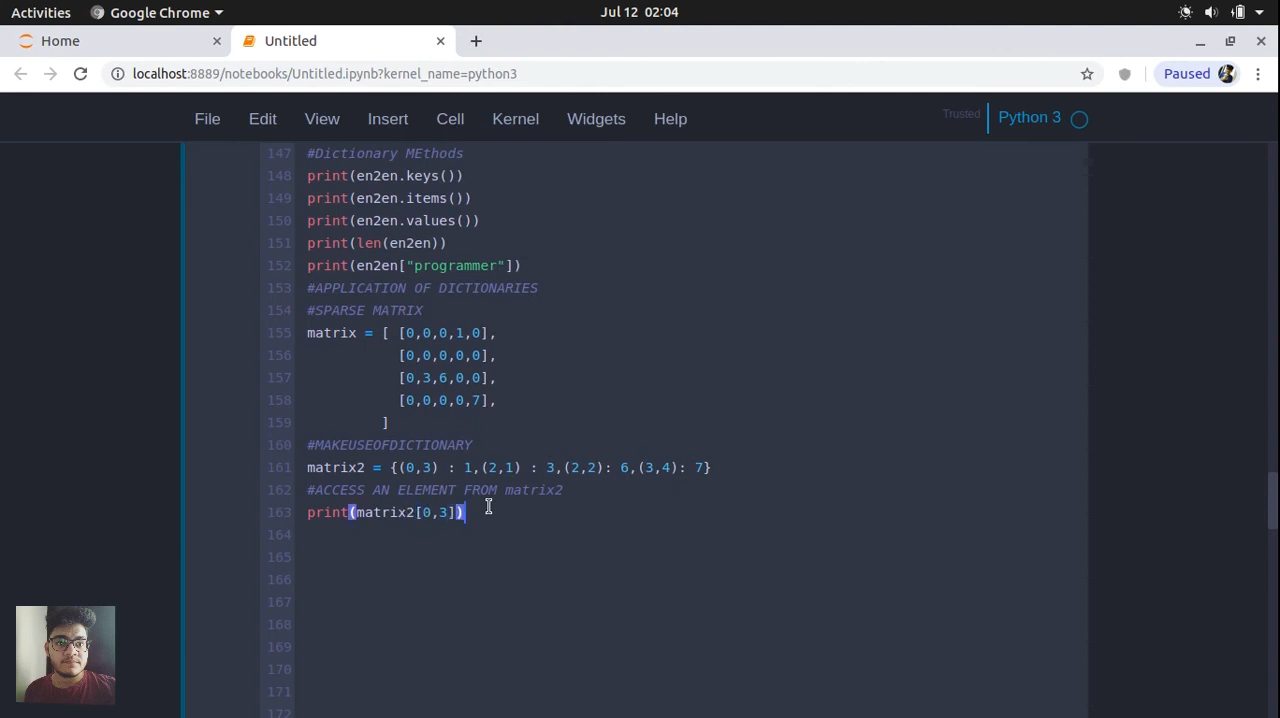 Activities Google Chrome Jul 12 02:04
Home Untitled
localhost:8889/notebooks/Untitled.ipynb?kernel_name=python3 Paused
File Edit View Insert Cell Kernel Widgets Help Trusted Python 3
147 #Dictionary MEthods
148 print(en2en.keys())
149 print(en2en.items())
150 print(en2en.values())
151 print(len(en2en))
152 print(en2en["programmer"])
153 #APPLICATION OF DICTIONARIES
154 #SPARSE MATRIX
155 matrix = [ [0,0,0,1,0],
156 [0,0,0,0,0],
157 [0,3,6,0,0],
158 [0,0,0,0,7],
159 ]
160 #MAKEUSEOFDICTIONARY
161 matrix2 = {(0,3) : 1,(2,1) : 3,(2,2): 6,(3,4): 7}
162 #ACCESS AN ELEMENT FROM matrix2
163 print(matrix2[0,3])
164
165
166
167
168
169
170
171
172